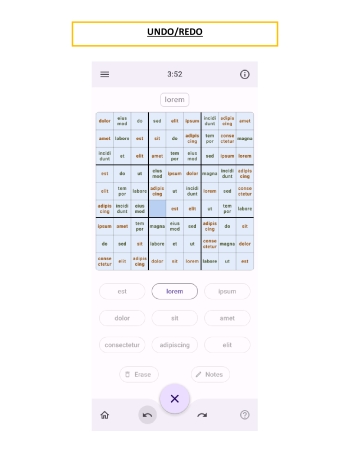 UNDO/REDO
3:52
lorem
dolor eius mod do sed elit ipsum incidi dunt adipis cing amet
amet labore est sit do adipis cing tem por conse ctetur magna
incidi dunt ut elit amet tem por eius mod sed ipsum lorem
est do ut eius mod ipsum dolor magna incidi dunt adipis cing
elit tem por labore adipis cing ut incidi dunt lorem sed conse ctetur
adipis cing incidi dunt eius mod est elit ut tem por labore
ipsum amet tem por magna eius mod sed adipis cing do sit
do sed sit labore et ut conse ctetur magna dolor
conse ctetur elit adipis cing dolor sit lorem labore ut est
est lorem ipsum
dolor sit amet
consectetur adipiscing elit
Erase Notes